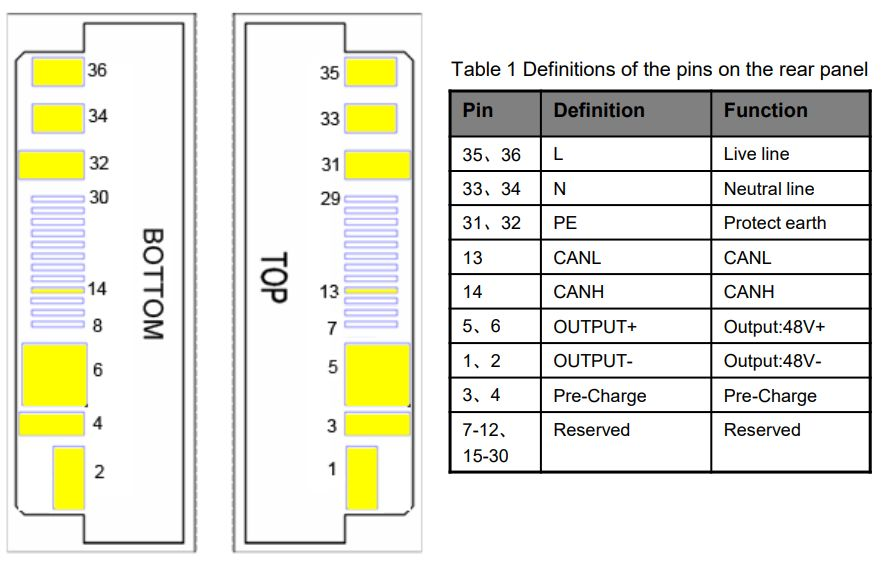 36
34
32
30
14
8
6
4
2
BOTTOM
35
33
31
29
13
7
5
3
1
TOP
Table 1 Definitions of the pins on the rear panel
Pin Definition Function
35、36 L Live line
33、34 N Neutral line
31、32 PE Protect earth
13 CANL CANL
14 CANH CANH
5、6 OUTPUT+ Output:48V+
1、2 OUTPUT- Output:48V-
3、4 Pre-Charge Pre-Charge
7-12、 Reserved Reserved
15-30